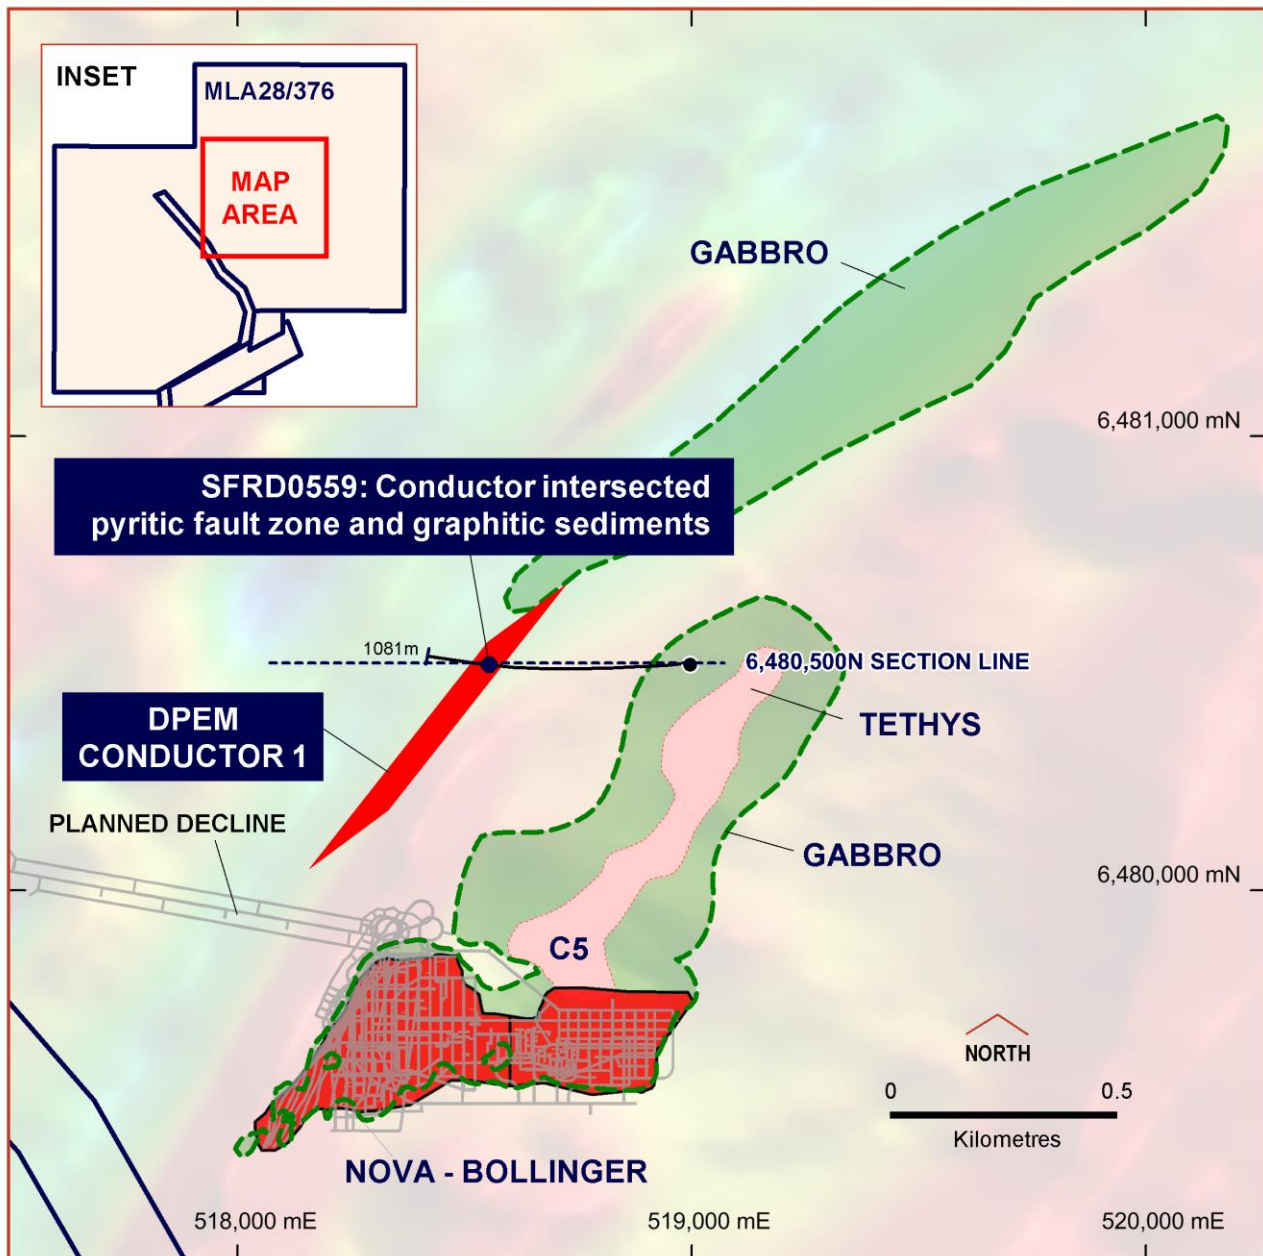 INSET
MLA28/376
MAP
AREA
GABBRO
6,481,000 mN
SFRD0559: Conductor intersected
pyritic fault zone and graphitic sediments
1081m
6,480,500N SECTION LINE
DPEM
CONDUCTOR 1
TETHYS
PLANNED DECLINE
GABBRO
6,480,000 mN
C5
NORTH
0 0.5
Kilometres
NOVA - BOLLINGER
518,000 mE 519,000 mE 520,000 mE